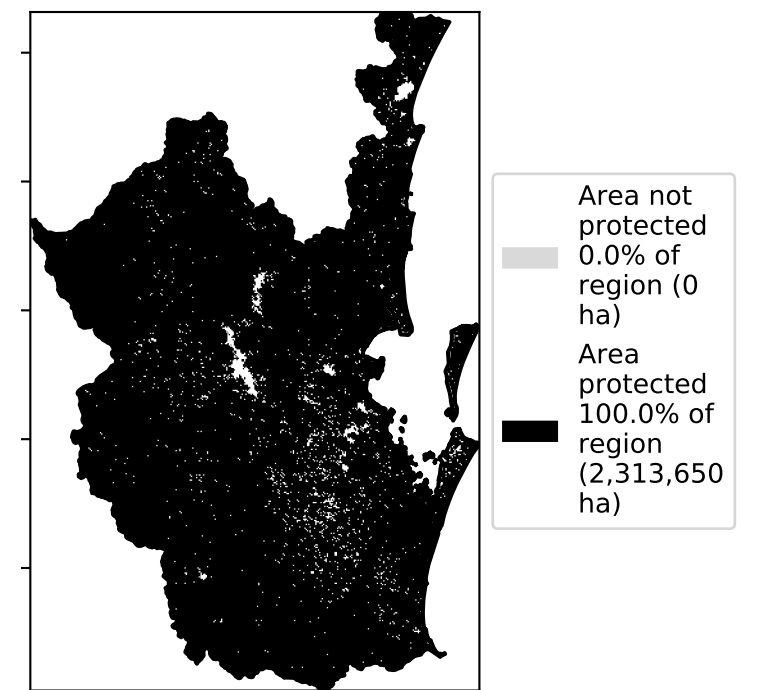 Area not
protected
0.0% of
region (0
ha)
Area
protected
100.0% of
region
(2,313,650
ha)